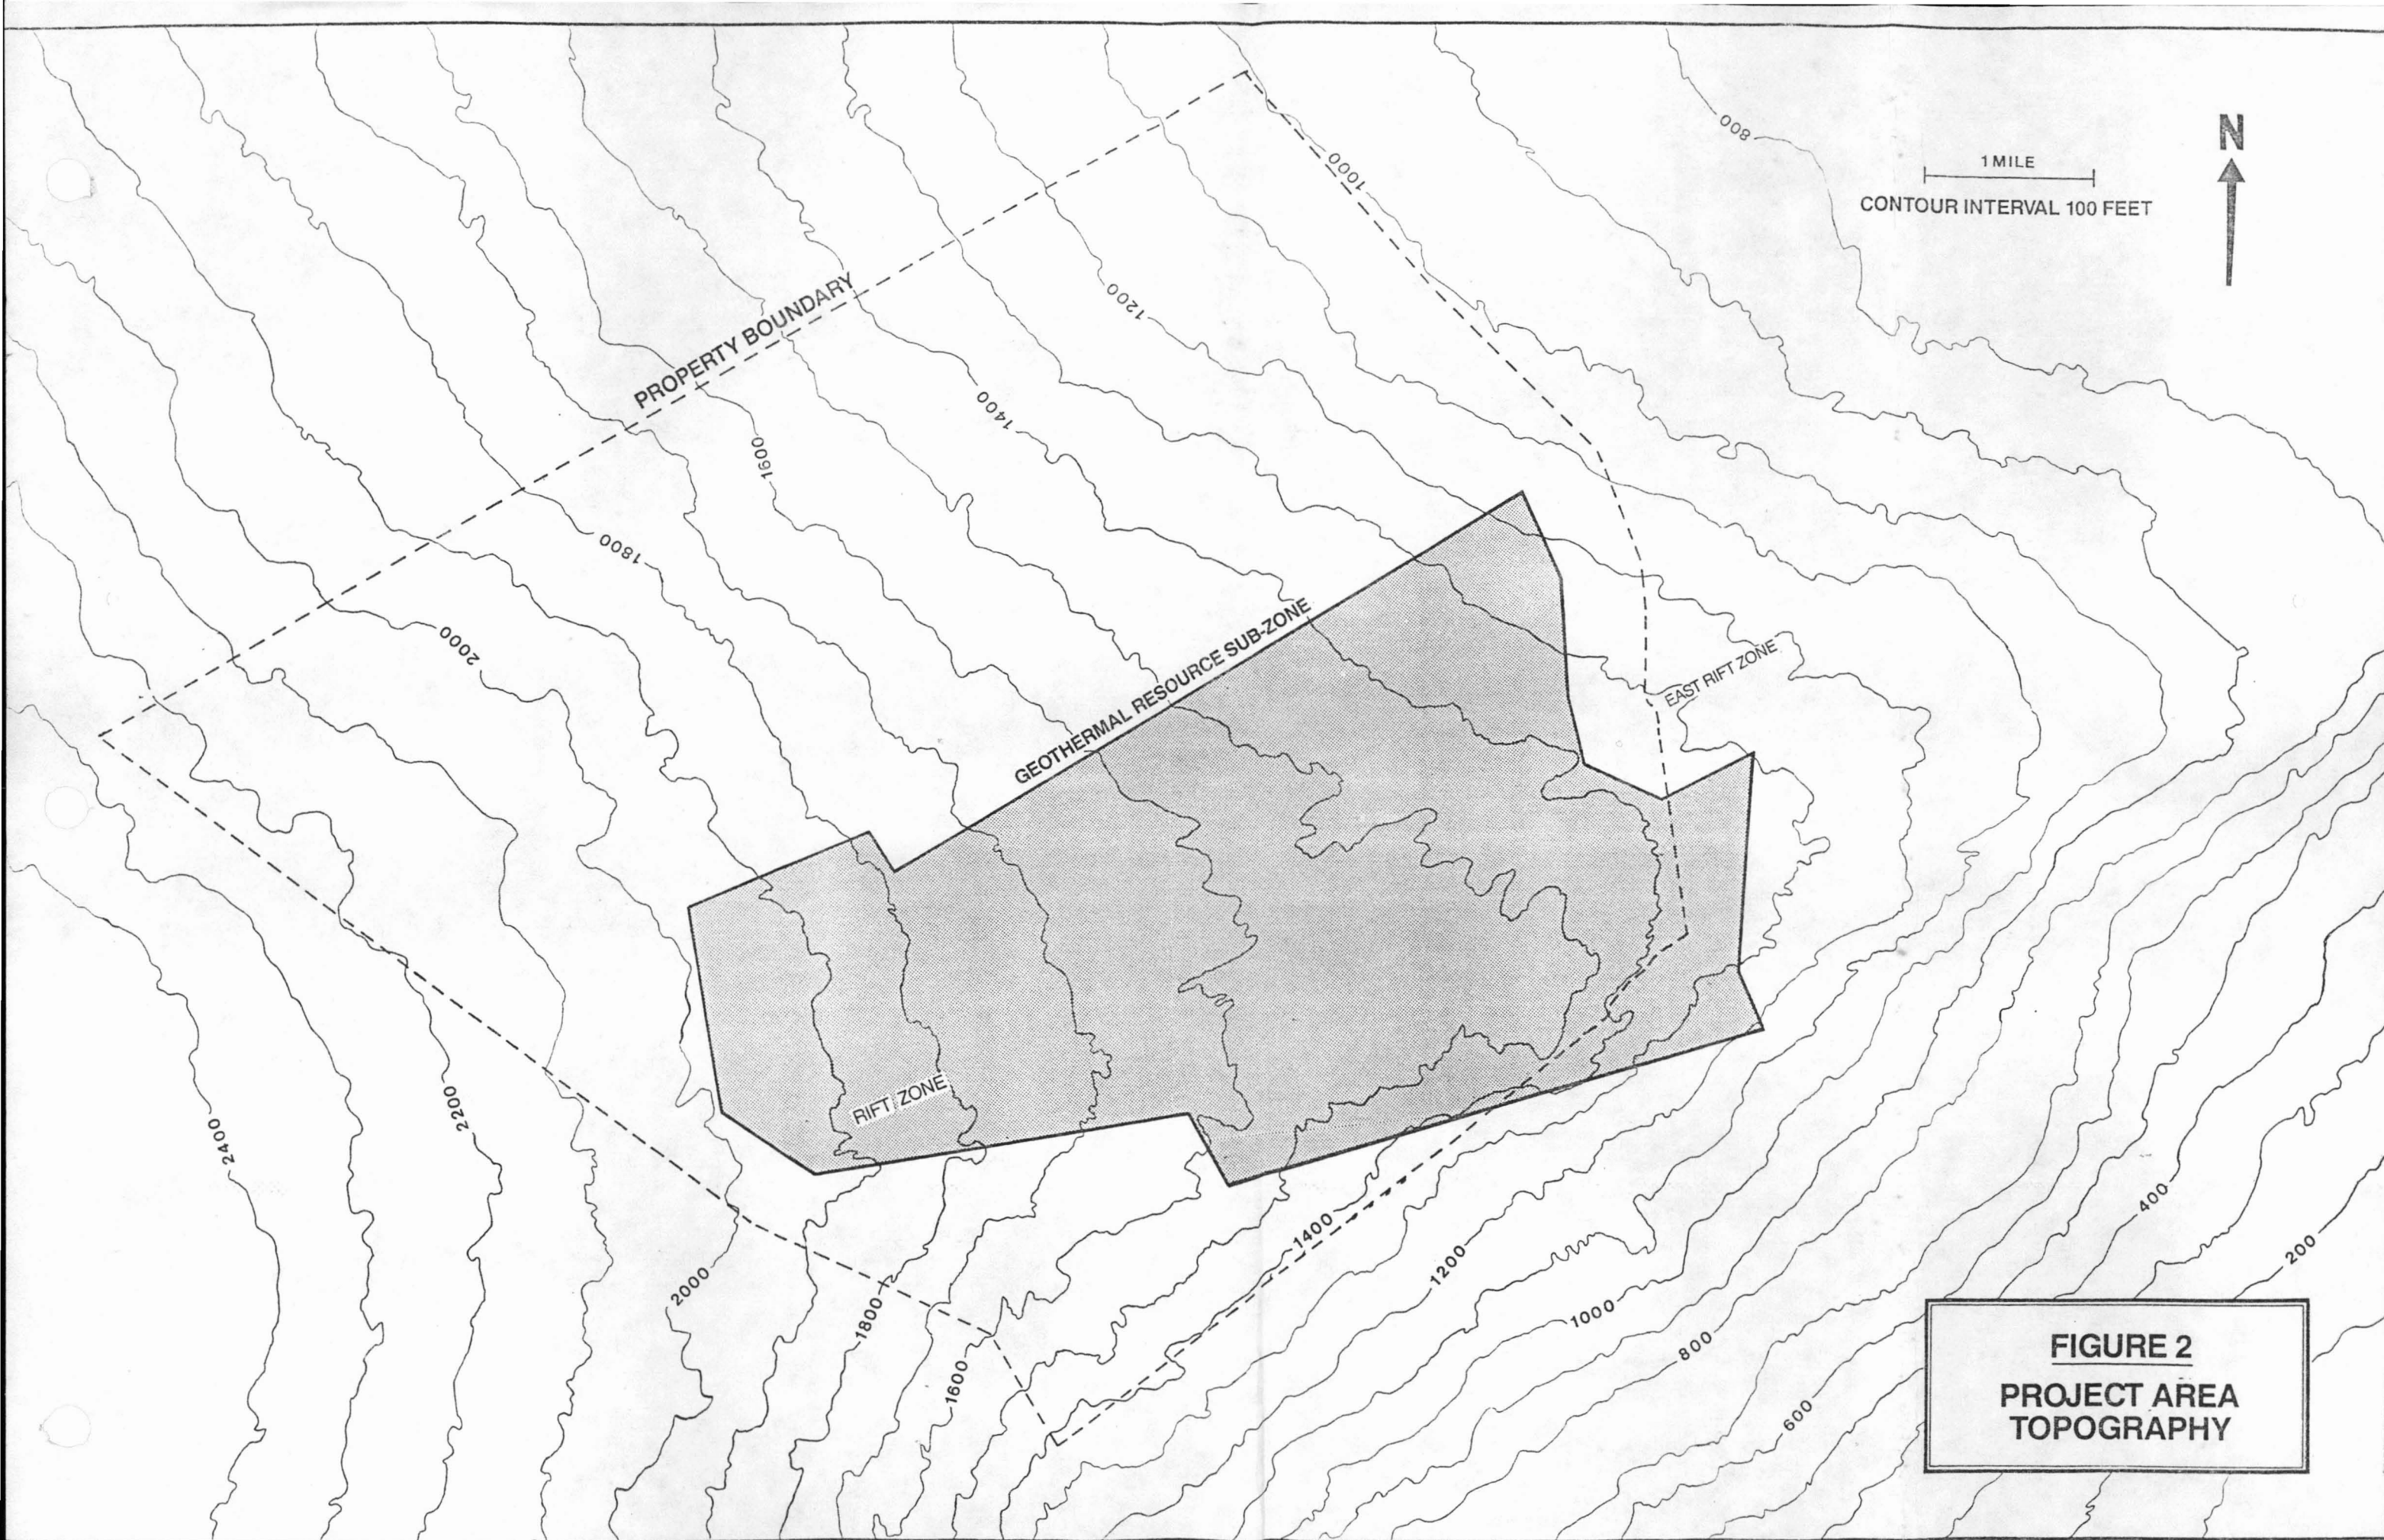 800
N
1 MILE
CONTOUR INTERVAL 100 FEET
1000
1200
PROPERTY BOUNDARY
1400
1600
1800
2000
GEOTHERMAL RESOURCE SUB-ZONE
EAST RIFT ZONE
RIFT ZONE
2400
2200
2000
1800
1600
1400
1200
1000
800
600
400
200
FIGURE 2
PROJECT AREA
TOPOGRAPHY